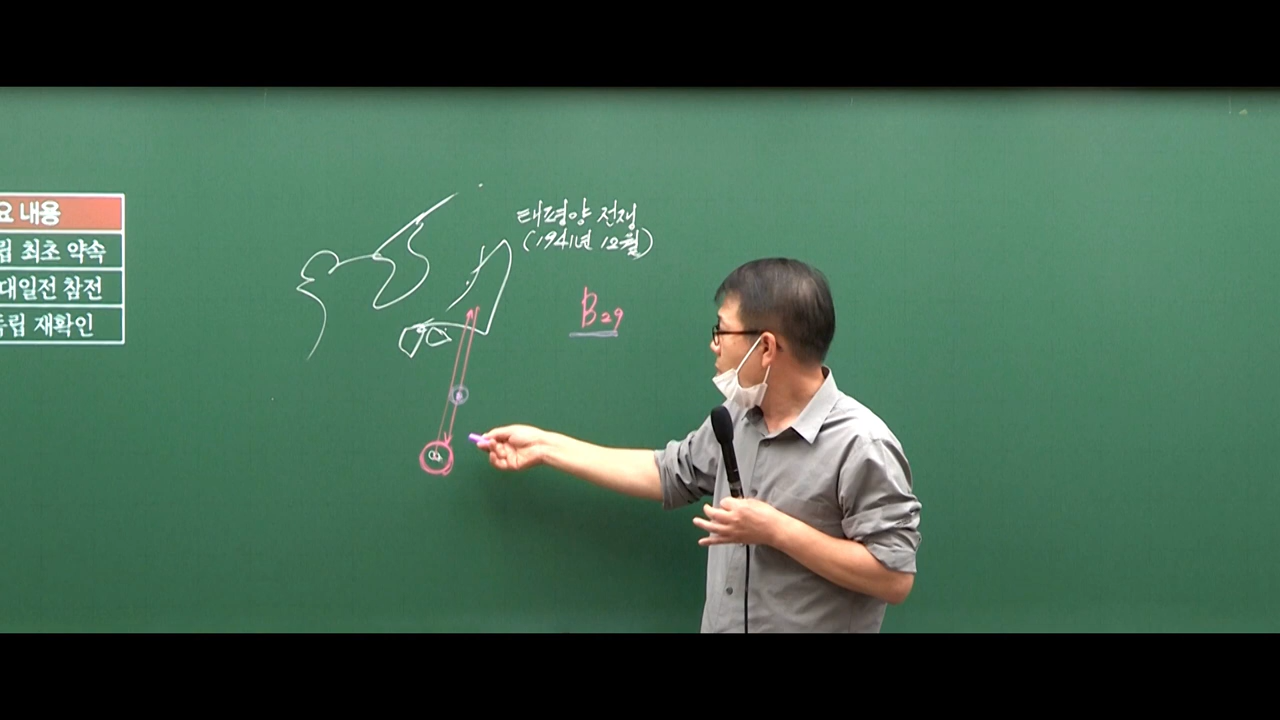 요 내용
립 최초 약속
대일전 참전
독립 재확인
태평양 전쟁
(1941년 12월)
B29